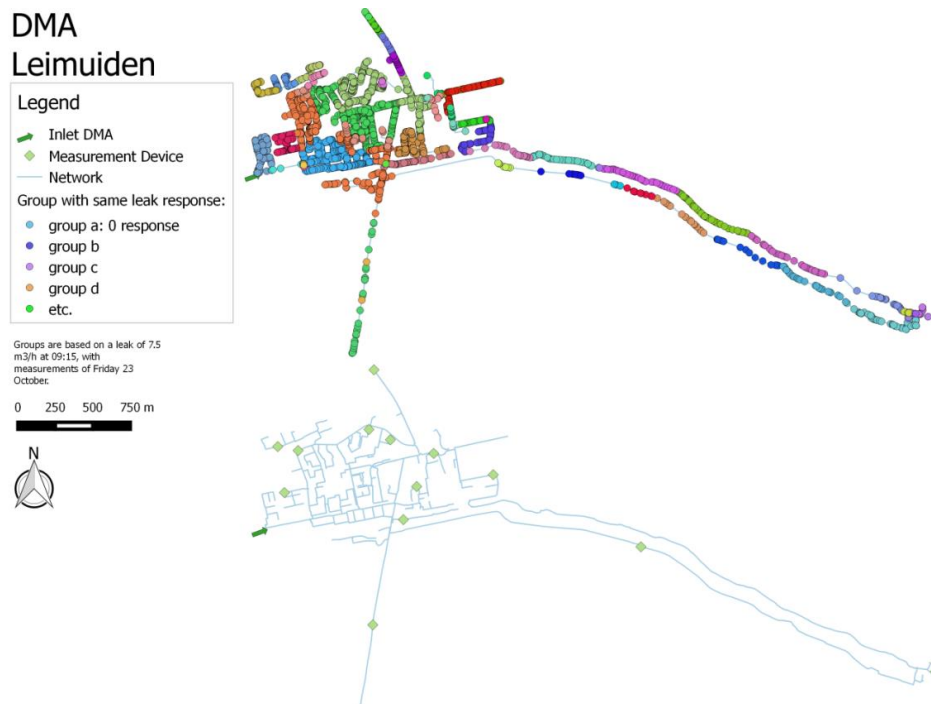 DMA
Leimuiden
Legend
Inlet DMA
Measurement Device
Network
Group with same leak response:
group a: 0 response
group b
group c
group d
etc.
Groups are based on a leak of 7.5
m3/h at 09:15, with
measurements of Friday 23
October.
0 250 500 750 m
N